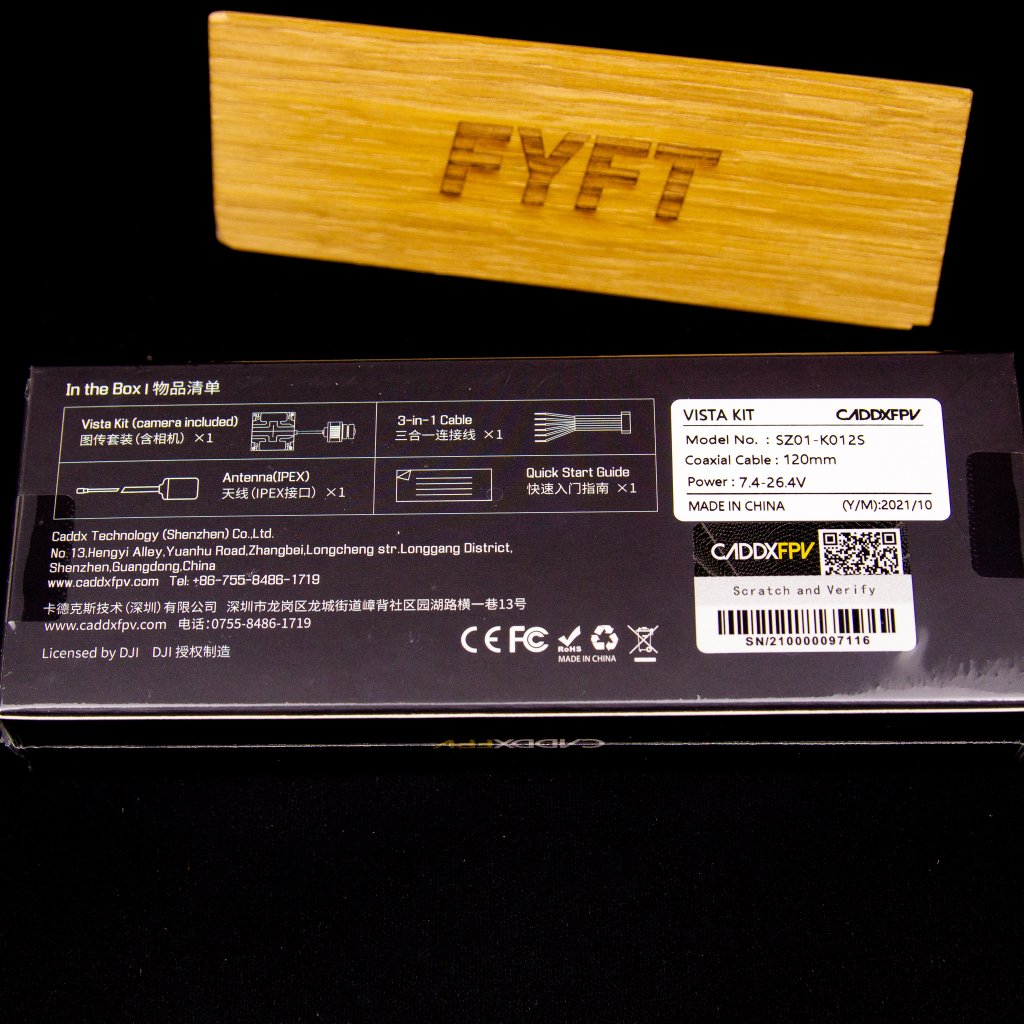 FYFT
In the Box | 物品清单
Vista Kit (camera included)
图传套装(含相机) ×1
3-in-1 Cable
三合一连接线 ×1
Antenna(IPEX)
天线(IPEX接口) ×1
Quick Start Guide
快速入门指南 ×1
Caddx Technology (Shenzhen) Co.,Ltd.
No.13,Hengyi Alley,Yuanhu Road,Zhangbei,Longcheng str.Longgang District,
Shenzhen,Guangdong,China
www.caddxfpv.com Tel: +86-755-8486-1719
卡德克斯技术(深圳)有限公司 深圳市龙岗区龙城街道嶂背社区园湖路横一巷13号
www.caddxfpv.com 电话:0755-8486-1719
Licensed by DJI DJI 授权制造
CE FC RoHS
MADE IN CHINA
VISTA KIT CADDXFPV
Model No. : SZ01-K012S
Coaxial Cable : 120mm
Power : 7.4-26.4V
MADE IN CHINA (Y/M):2021/10
CADDXFPV
Scratch and Verify
SN/210000097116
CADDXFPV